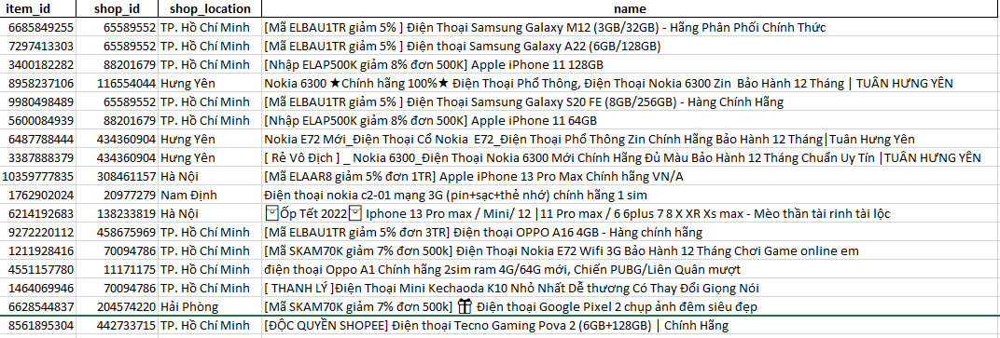 item_id shop_id shop_location name
6685849255 65589552 TP. Hồ Chí Minh [Mã ELBAU1TR giảm 5% ] Điện Thoại Samsung Galaxy M12 (3GB/32GB) - Hãng Phân Phối Chính Thức
7297413303 65589552 TP. Hồ Chí Minh [Mã ELBAU1TR giảm 5% ] Điện thoại Samsung Galaxy A22 (6GB/128GB)
3400182282 88201679 TP. Hồ Chí Minh [Nhập ELAP500K giảm 8% đơn 500K] Apple iPhone 11 128GB
8958237106 116554044 Hưng Yên Nokia 6300 ★Chính hãng 100%★ Điện Thoại Phổ Thông, Điện Thoại Nokia 6300 Zin Bảo Hành 12 Tháng | TUẤN HƯNG YÊN
9980498489 65589552 TP. Hồ Chí Minh [Mã ELBAU1TR giảm 5% ] Điện Thoại Samsung Galaxy S20 FE (8GB/256GB) - Hàng Chính Hãng
5600084939 88201679 TP. Hồ Chí Minh [Nhập ELAP500K giảm 8% đơn 500K] Apple iPhone 11 64GB
6487788444 434360904 Hưng Yên Nokia E72 Mới_Điện Thoại Cổ Nokia E72_Điện Thoại Phổ Thông Zin Chính Hãng Bảo Hành 12 Tháng|Tuân Hưng Yên
3387888379 434360904 Hưng Yên [ Rẻ Vô Địch ] _ Nokia 6300_Điện Thoại Nokia 6300 Mới Chính Hãng Đủ Màu Bảo Hành 12 Tháng Chuẩn Uy Tín |TUÂN HƯNG YÊN
10359777835 308461157 Hà Nội [Mã ELAAR8 giảm 5% đơn 1TR] Apple iPhone 13 Pro Max Chính hãng VN/A
1762902024 20977279 Nam Định Điện thoại nokia c2-01 mạng 3G (pin+sạc+thẻ nhớ) chính hãng 1 sim
6214192683 138233819 Hà Nội Ốp Tết 2022 Iphone 13 Pro max / Mini/ 12 |11 Pro max / 6 6plus 7 8 X XR Xs max - Mèo thần tài rinh tài lộc
9272220112 458675969 TP. Hồ Chí Minh [Mã ELBAU1TR giảm 5% đơn 3TR] Điện thoại OPPO A16 4GB - Hàng chính hãng
1211928416 70094786 TP. Hồ Chí Minh [Mã SKAM70K giảm 7% đơn 500k] Điện Thoại Nokia E72 Wifi 3G Bảo Hành 12 Tháng Chơi Game online em
4551157780 11171175 TP. Hồ Chí Minh điện thoại Oppo A1 Chính hãng 2sim ram 4G/64G mới, Chiến PUBG/Liên Quân mượt
1464069946 70094786 TP. Hồ Chí Minh [ THANH LÝ ]Điện Thoại Mini Kechaoda K10 Nhỏ Nhất Dễ thương Có Thay Đổi Giọng Nói
6628544837 204574220 Hải Phòng [Mã SKAM70K giảm 7% đơn 500k] 🎁 Điện thoại Google Pixel 2 chụp ảnh đêm siêu đẹp
8561895304 442733715 TP. Hồ Chí Minh [ĐỘC QUYỀN SHOPEE] Điện thoại Tecno Gaming Pova 2 (6GB+128GB) | Chính Hãng